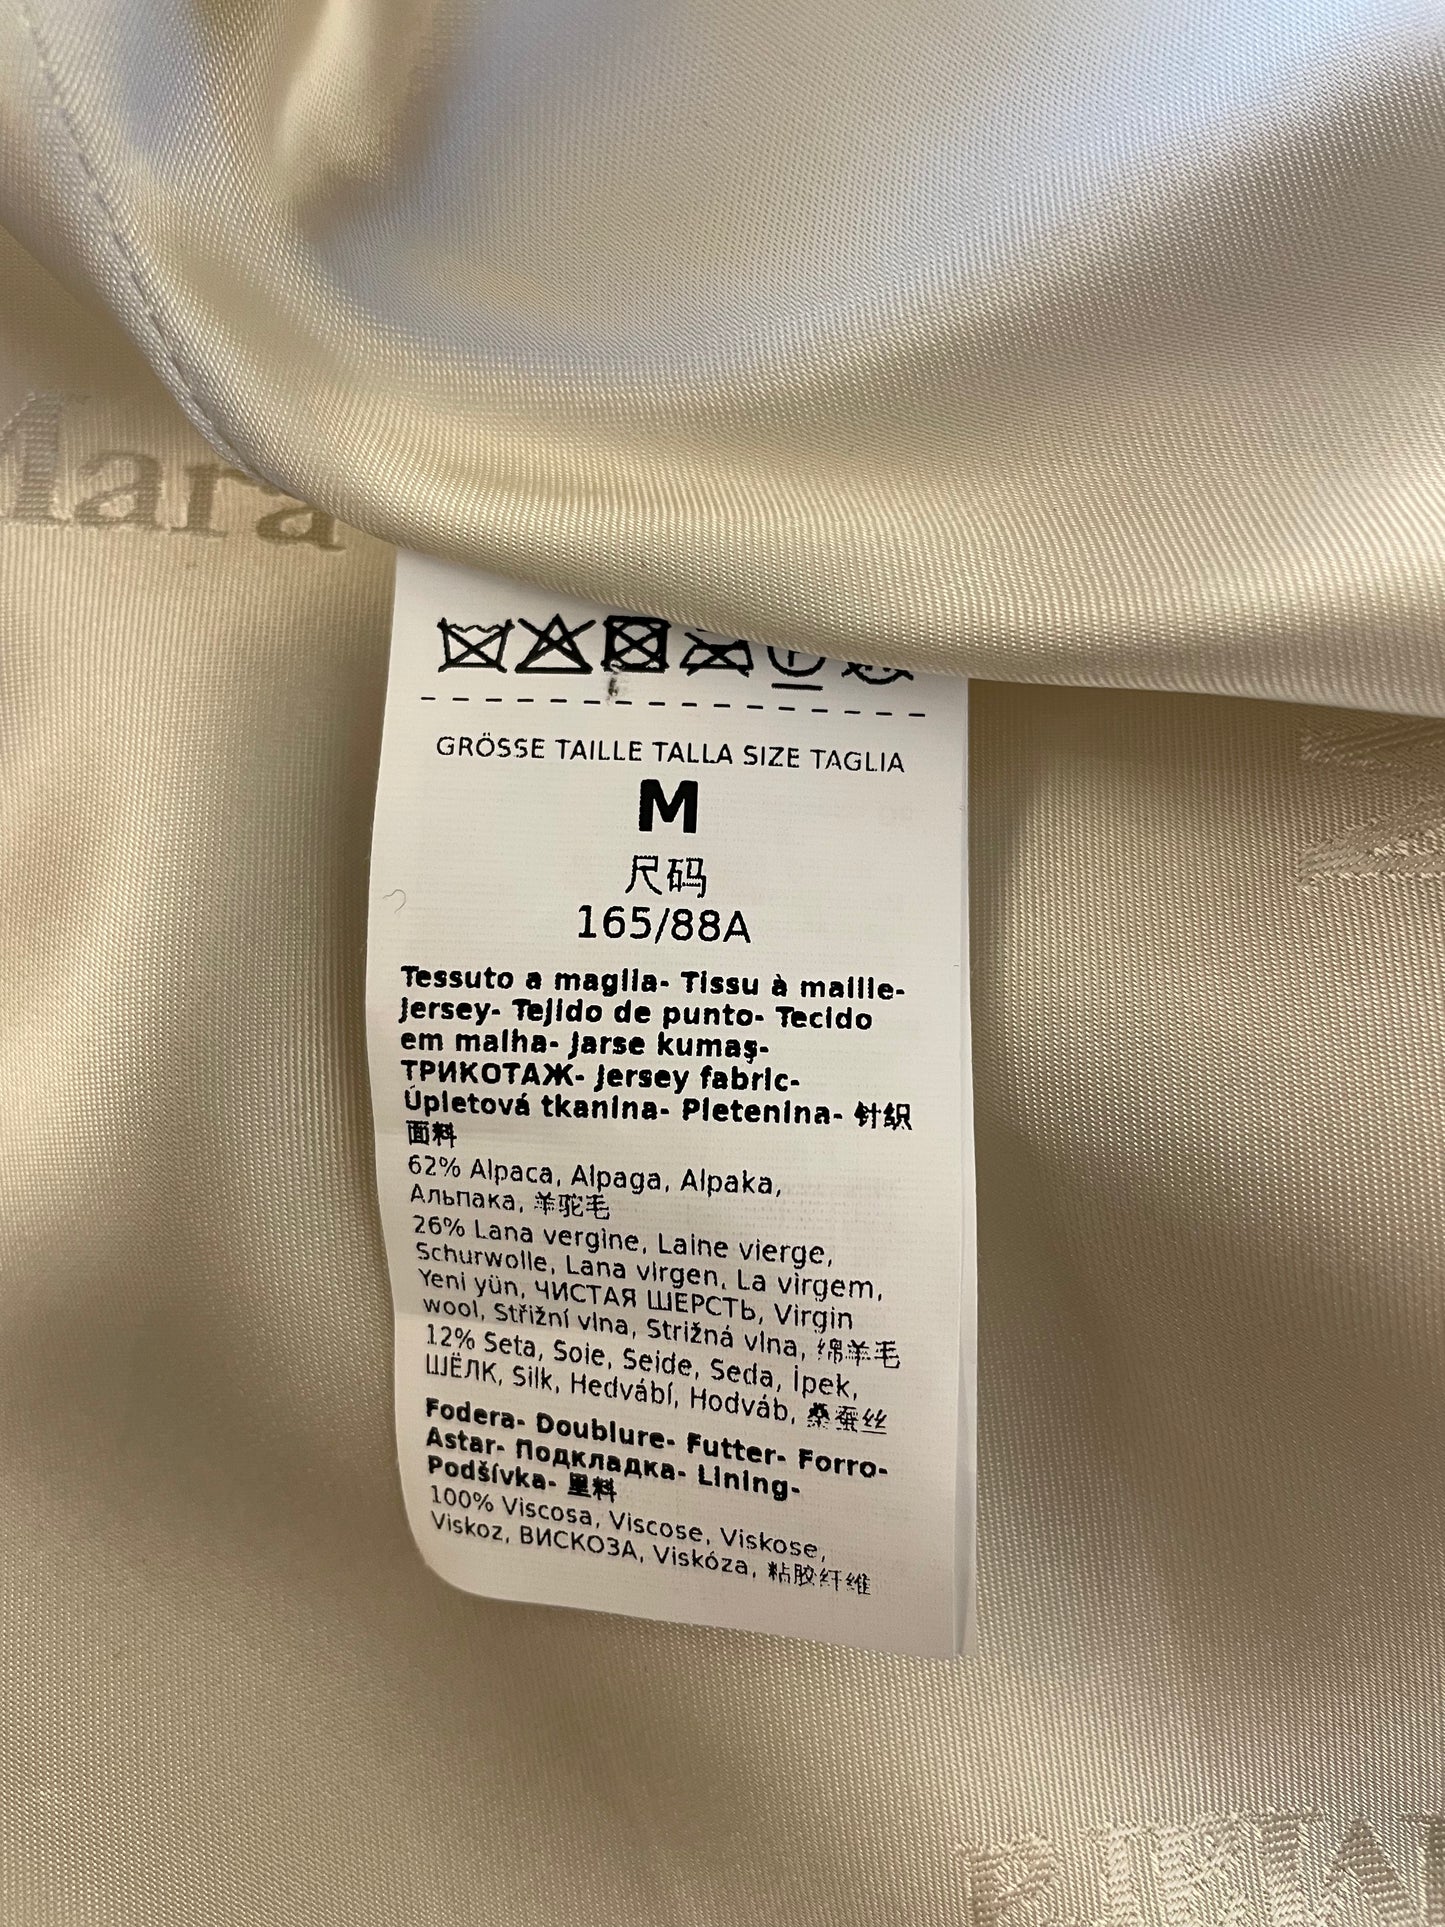 Mara
GRÖSSE TAILLE TALLA SIZE TAGLIA
M
尺码
165/88A
Tessuto a maglia- Tissu à maille-
Jersey- Tejido de punto- Tecido
em malha- Jarse kumaş-
ТРИКОТАЖ- Jersey fabric-
Úpletová tkanina- Pletenina- 针织
面料
62% Alpaca, Alpaga, Alpaka,
Альпака, 羊驼毛
26% Lana vergine, Laine vierge,
Schurwolle, Lana virgen, La virgem,
Yeni yün, ЧИСТАЯ ШЕРСТЬ, Virgin
wool, Střižní vlna, Strižná vlna, 绵羊毛
12% Seta, Soie, Seide, Seda, İpek,
ШЁЛК, Silk, Hedvábí, Hodváb, 桑蚕丝
Fodera- Doublure- Futter- Forro-
Astar- Подкладка- Lining-
Podšívka- 里料
100% Viscosa, Viscose, Viskose,
Viskoz, ВИСКОЗА, Viskóza, 粘胶纤维